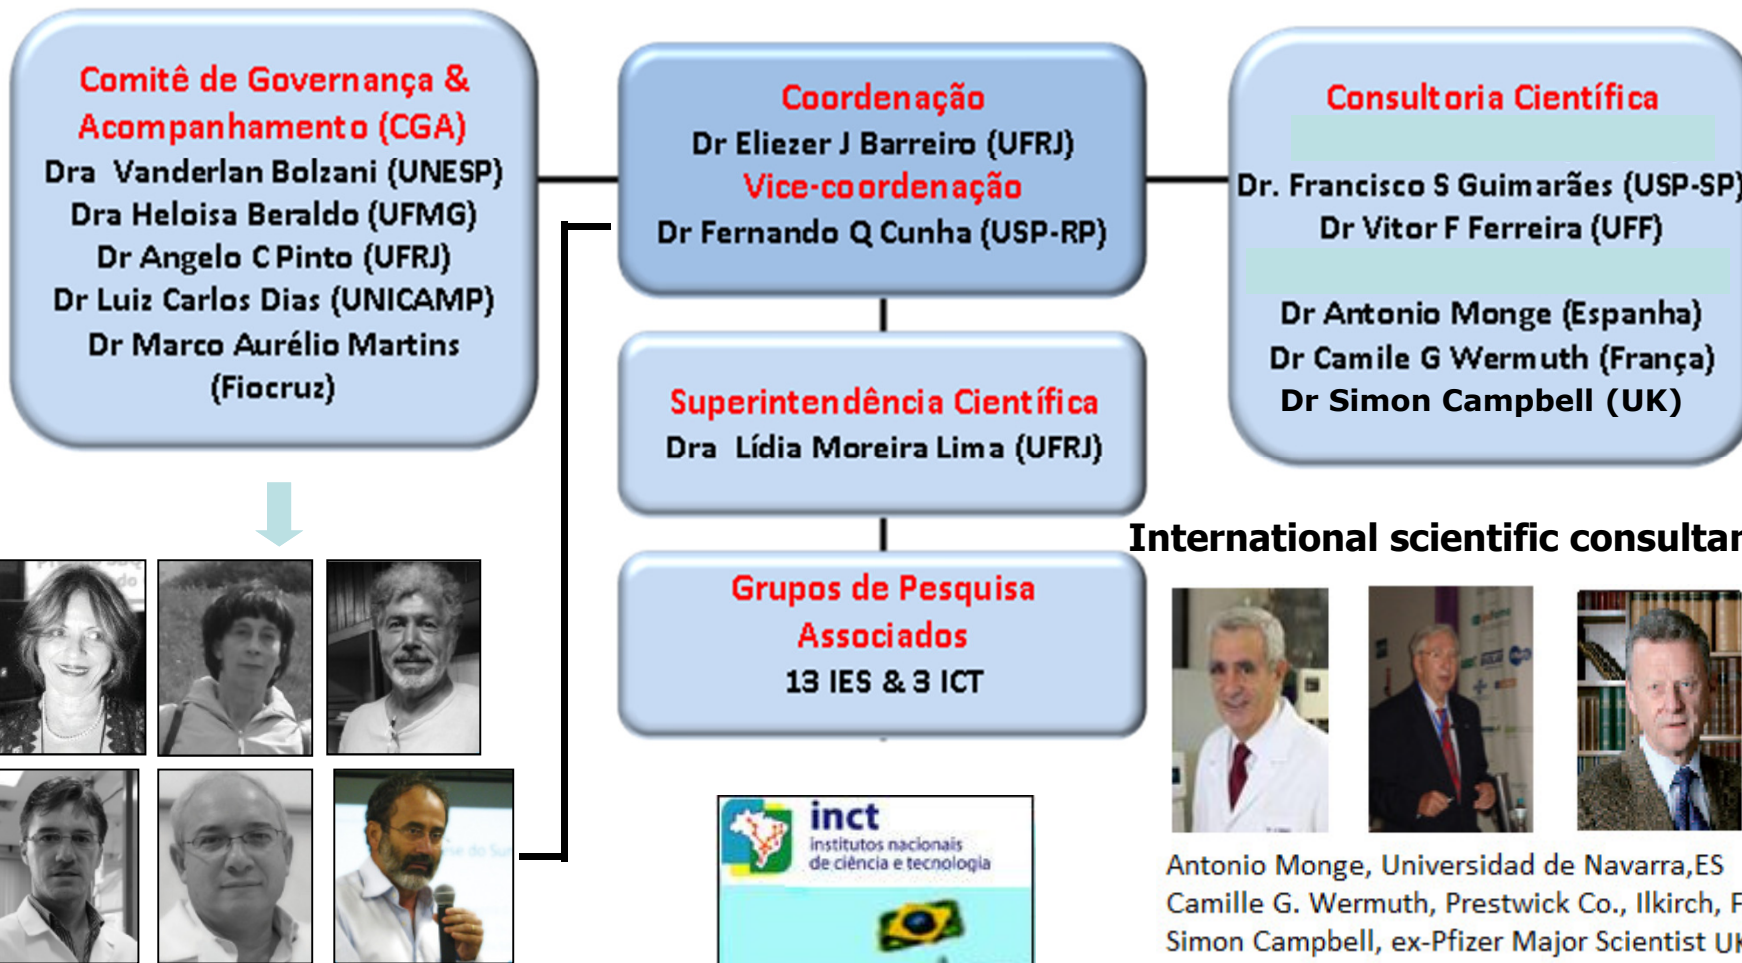 Comitê de Governança &
Acompanhamento (CGA)
Dra Vanderlan Bolzani (UNESP)
Dra Heloisa Beraldo (UFMG)
Dr Angelo C Pinto (UFRJ)
Dr Luiz Carlos Dias (UNICAMP)
Dr Marco Aurélio Martins
(Fiocruz)
Coordenação
Dr Eliezer J Barreiro (UFRJ)
Vice-coordenação
Dr Fernando Q Cunha (USP-RP)
Superintendência Científica
Dra Lídia Moreira Lima (UFRJ)
Grupos de Pesquisa
Associados
13 IES & 3 ICT
Consultoria Científica
Dr. Francisco S Guimarães (USP-SP)
Dr Vitor F Ferreira (UFF)
Dr Antonio Monge (Espanha)
Dr Camile G Wermuth (França)
Dr Simon Campbell (UK)
International scientific
Antonio Monge, Universidad de Navarra,ES
Camille G. Wermuth, Prestwick Co., Ilkirch, F
Simon Campbell, ex-Pfizer Major Scientist UK
inct
institutos nacionais
de ciência e tecnologia